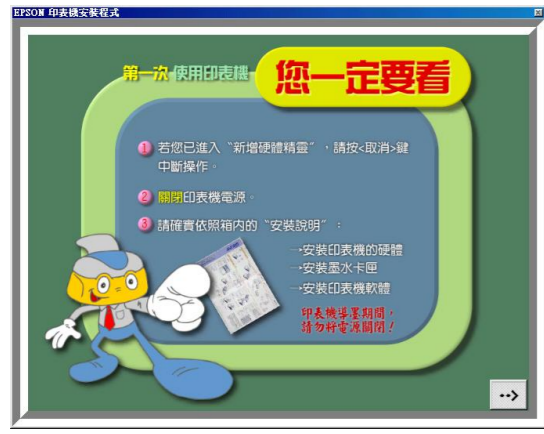 EPSON 印表機安裝程式
第一次使用印表機
您一定要看
1 若您已進入“新增硬體精靈”，請按<取消>鍵
中斷操作。
2 關閉印表機電源。
3 請確實依照箱內的“安裝說明”：
→安裝印表機的硬體
→安裝墨水卡匣
→安裝印表機軟體
印表機導墨期間，
請勿將電源關閉！